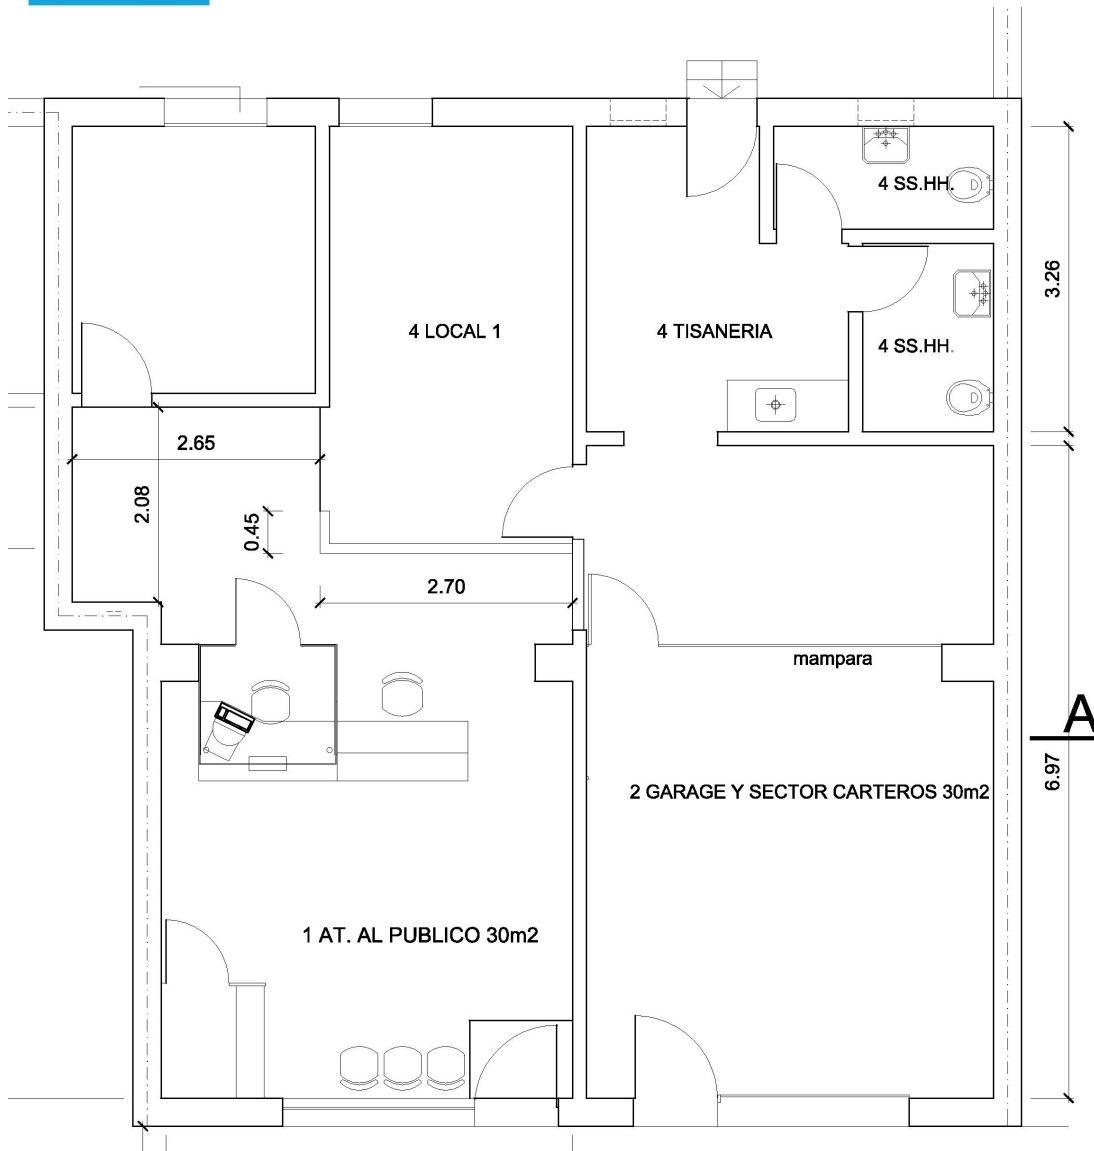 4 SS.HH.
3.26
4 LOCAL 1
4 TISANERIA
4 SS.HH.
2.65
2.08
0.45
2.70
mampara
A
6.97
2 GARAGE Y SECTOR CARTEROS 30m2
1 AT. AL PUBLICO 30m2